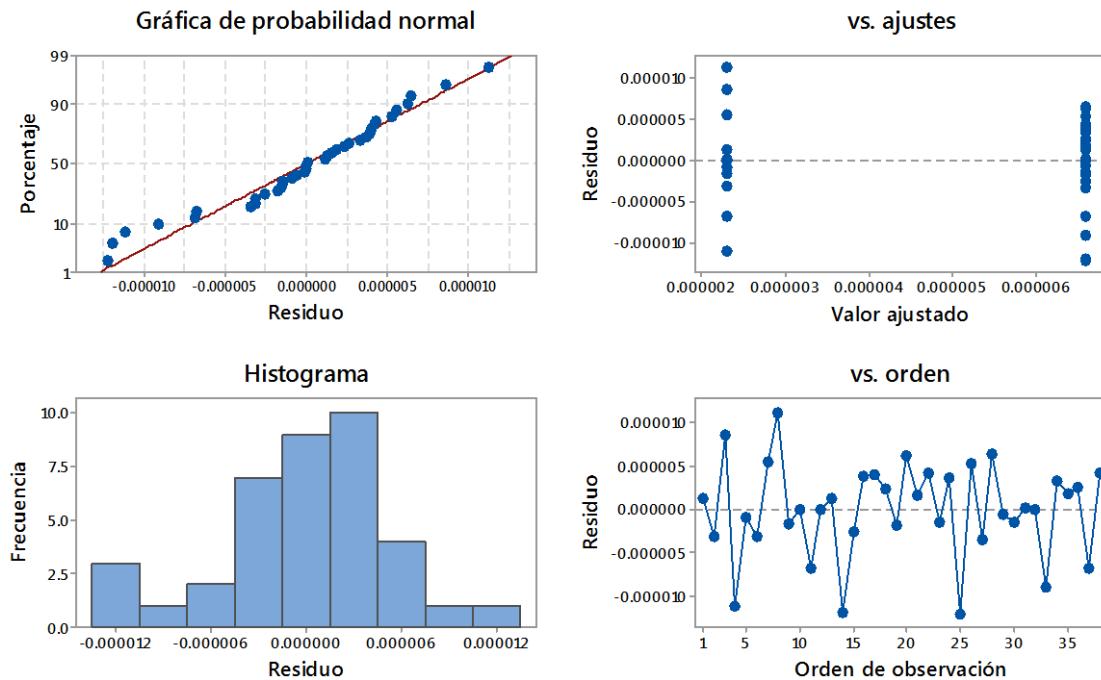 Gráfica de probabilidad normal
99
90
50
10
1
Porcentaje
-0.000010 -0.000005 0.000000 0.000005 0.000010
Residuo
vs. ajustes
0.000010
0.000005
0.000000
-0.000005
-0.000010
Residuo
0.000002 0.000003 0.000004 0.000005 0.000006
Valor ajustado
Histograma
10.0
7.5
5.0
2.5
0.0
Frecuencia
-0.000012 -0.000006 0.000000 0.000006 0.000012
Residuo
vs. orden
0.000010
0.000005
0.000000
-0.000005
-0.000010
Residuo
1 5 10 15 20 25 30 35
Orden de observación